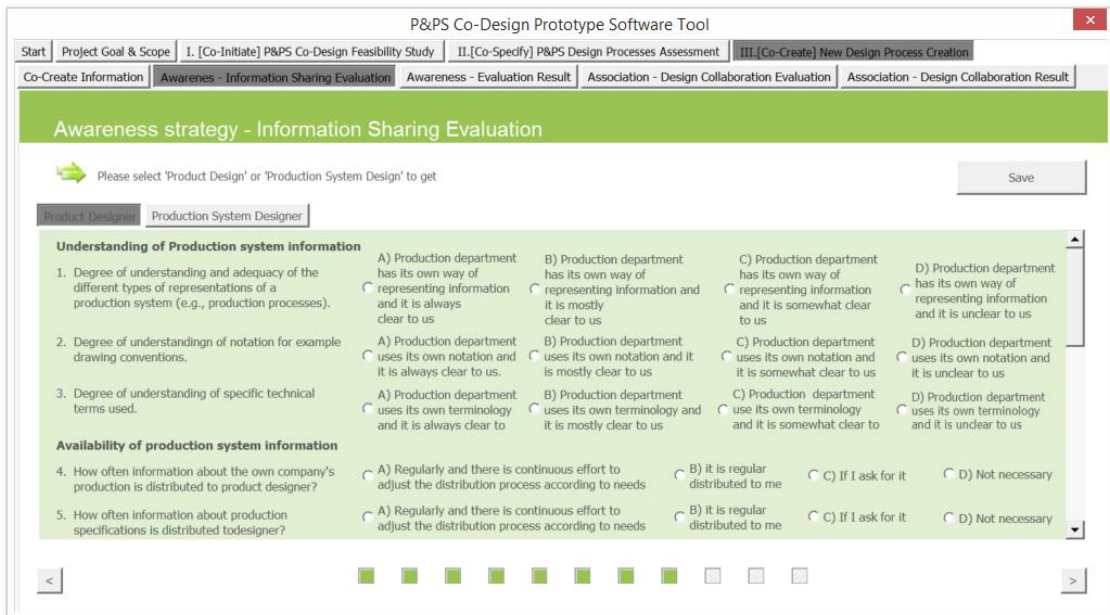 P&PS Co-Design Prototype Software Tool
Start Project Goal & Scope I. [Co-Initiate] P&PS Co-Design Feasibility Study II.[Co-Specify] P&PS Design Processes Assessment III.[Co-Create] New Design Process Creation
Co-Create Information Awarenes - Information Sharing Evaluation Awareness - Evaluation Result Association - Design Collaboration Evaluation Association - Design Collaboration Result
Awareness strategy - Information Sharing Evaluation
Please select 'Product Design' or 'Production System Design' to get
Save
Product Designer Production System Designer
Understanding of Production system information
1. Degree of understanding and adequacy of the
different types of representations of a
production system (e.g., production processes).
A) Production department
has its own way of
representing information
and it is always
clear to us
B) Production department
has its own way of
representing information and
it is mostly
clear to us
C) Production department
has its own way of
representing information
and it is somewhat clear
to us
D) Production department
has its own way of
representing information
and it is unclear to us
2. Degree of understandingn of notation for example
drawing conventions.
A) Production department
uses its own notation and
it is always clear to us.
B) Production department
uses its own notation and it
is mostly clear to us
C) Production department
uses its own notation and
it is somewhat clear to us
D) Production department
uses its own notation and
it is unclear to us
3. Degree of understanding of specific technical
terms used.
A) Production department
uses its own terminology
and it is always clear to
B) Production department
uses its own terminology and
it is mostly clear to us
C) Production department
use its own terminology
and it is somewhat clear to
D) Production department
uses its own terminology
and it is unclear to us
Availability of production system information
4. How often information about the own company's
production is distributed to product designer?
A) Regularly and there is continuous effort to
adjust the distribution process according to needs
B) it is regular
distributed to me
C) If I ask for it
D) Not necessary
5. How often information about production
specifications is distributed todesigner?
A) Regularly and there is continuous effort to
adjust the distribution process according to needs
B) it is regular
distributed to me
C) If I ask for it
D) Not necessary
< >